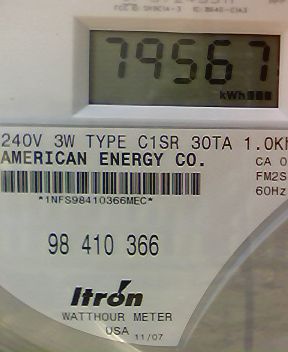 79567
kWh
240V 3W TYPE C1SR 30TA 1.0K
AMERICAN ENERGY CO.
CA 0
FM2S
60Hz
*1NFS98410366MEC*
98 410 366
Itrón
WATTHOUR METER
USA 11/07